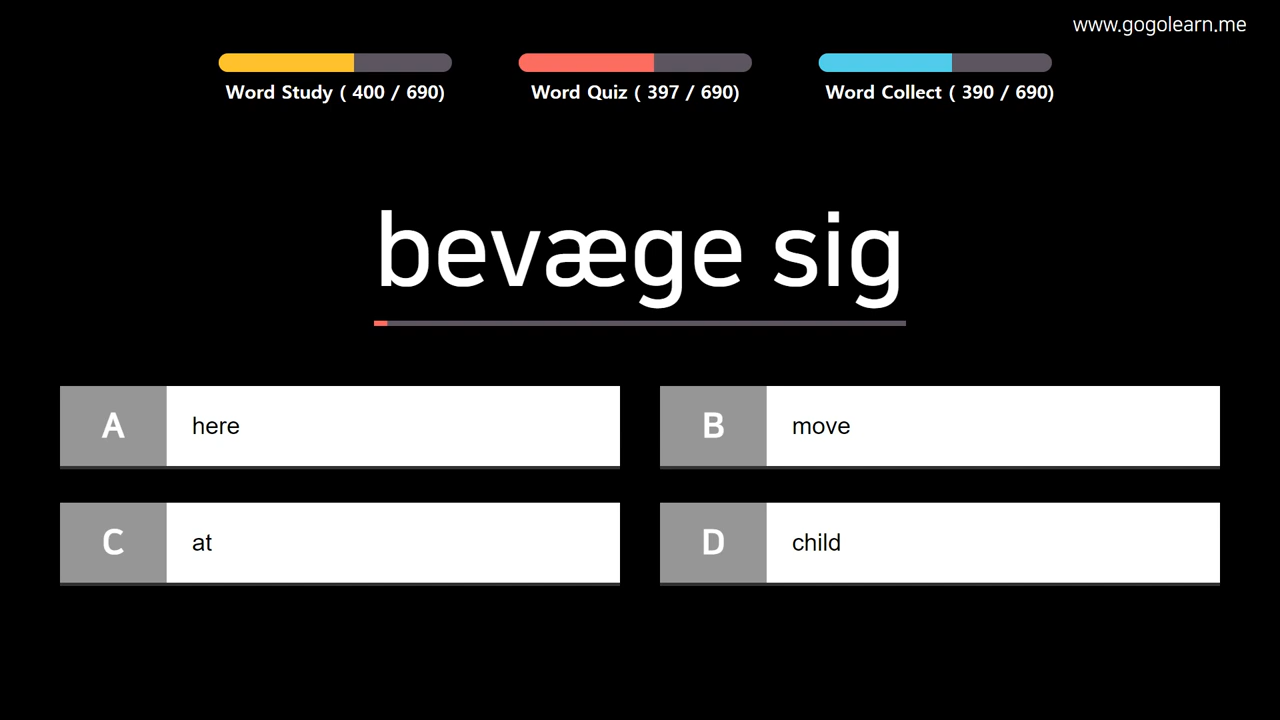 www.gogolearn.me
Word Study ( 400 / 690)
Word Quiz ( 397 / 690)
Word Collect ( 390 / 690)
bevæge sig
A here
B move
C at
D child